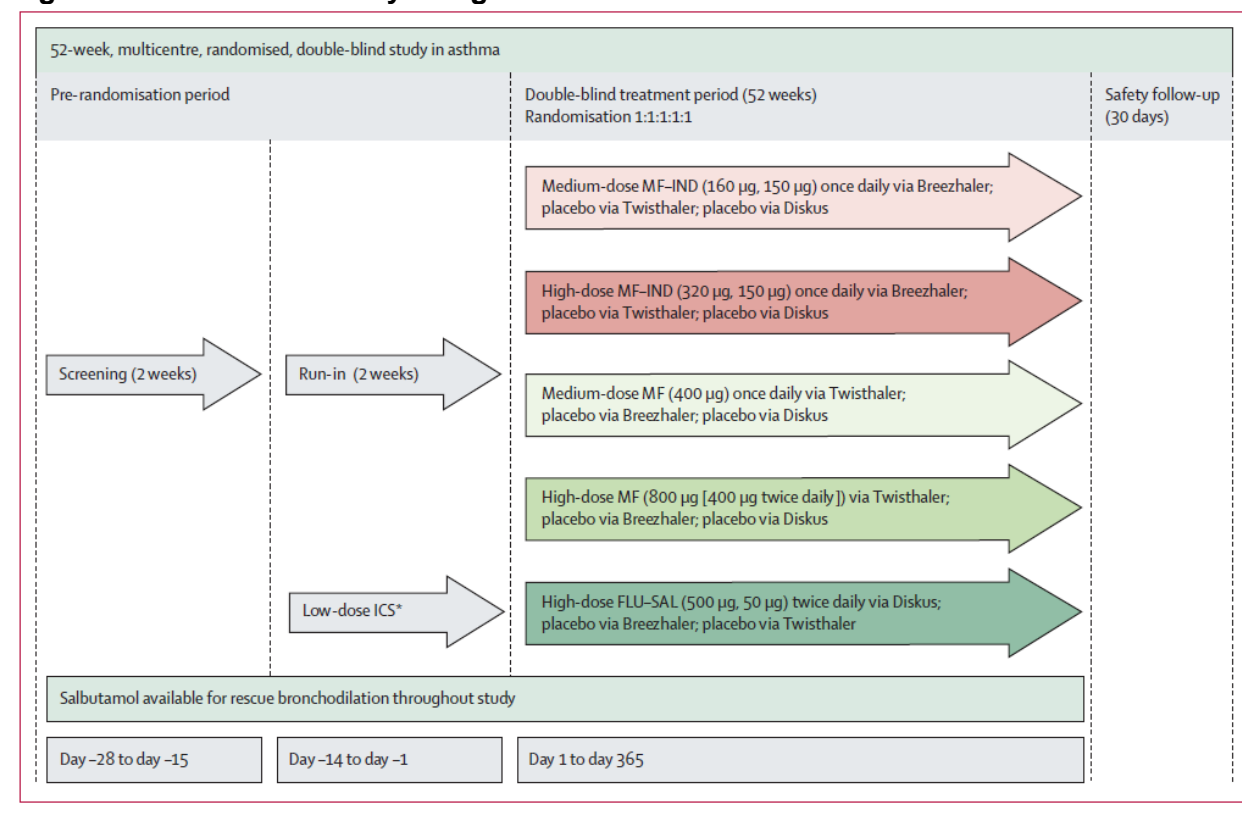 52-week, multicentre, randomised, double-blind study in asthma
Pre-randomisation period
Double-blind treatment period (52 weeks)
Randomisation 1:1:1:1:1
Safety follow-up
(30 days)
Medium-dose MF–IND (160 µg, 150 µg) once daily via Breezhaler;
placebo via Twisthaler; placebo via Diskus
High-dose MF–IND (320 µg, 150 µg) once daily via Breezhaler;
placebo via Twisthaler; placebo via Diskus
Screening (2 weeks)
Run-in (2 weeks)
Medium-dose MF (400 µg) once daily via Twisthaler;
placebo via Breezhaler; placebo via Diskus
High-dose MF (800 µg [400 µg twice daily]) via Twisthaler;
placebo via Breezhaler; placebo via Diskus
Low-dose ICS*
High-dose FLU–SAL (500 µg, 50 µg) twice daily via Diskus;
placebo via Breezhaler; placebo via Twisthaler
Salbutamol available for rescue bronchodilation throughout study
Day –28 to day –15
Day –14 to day –1
Day 1 to day 365